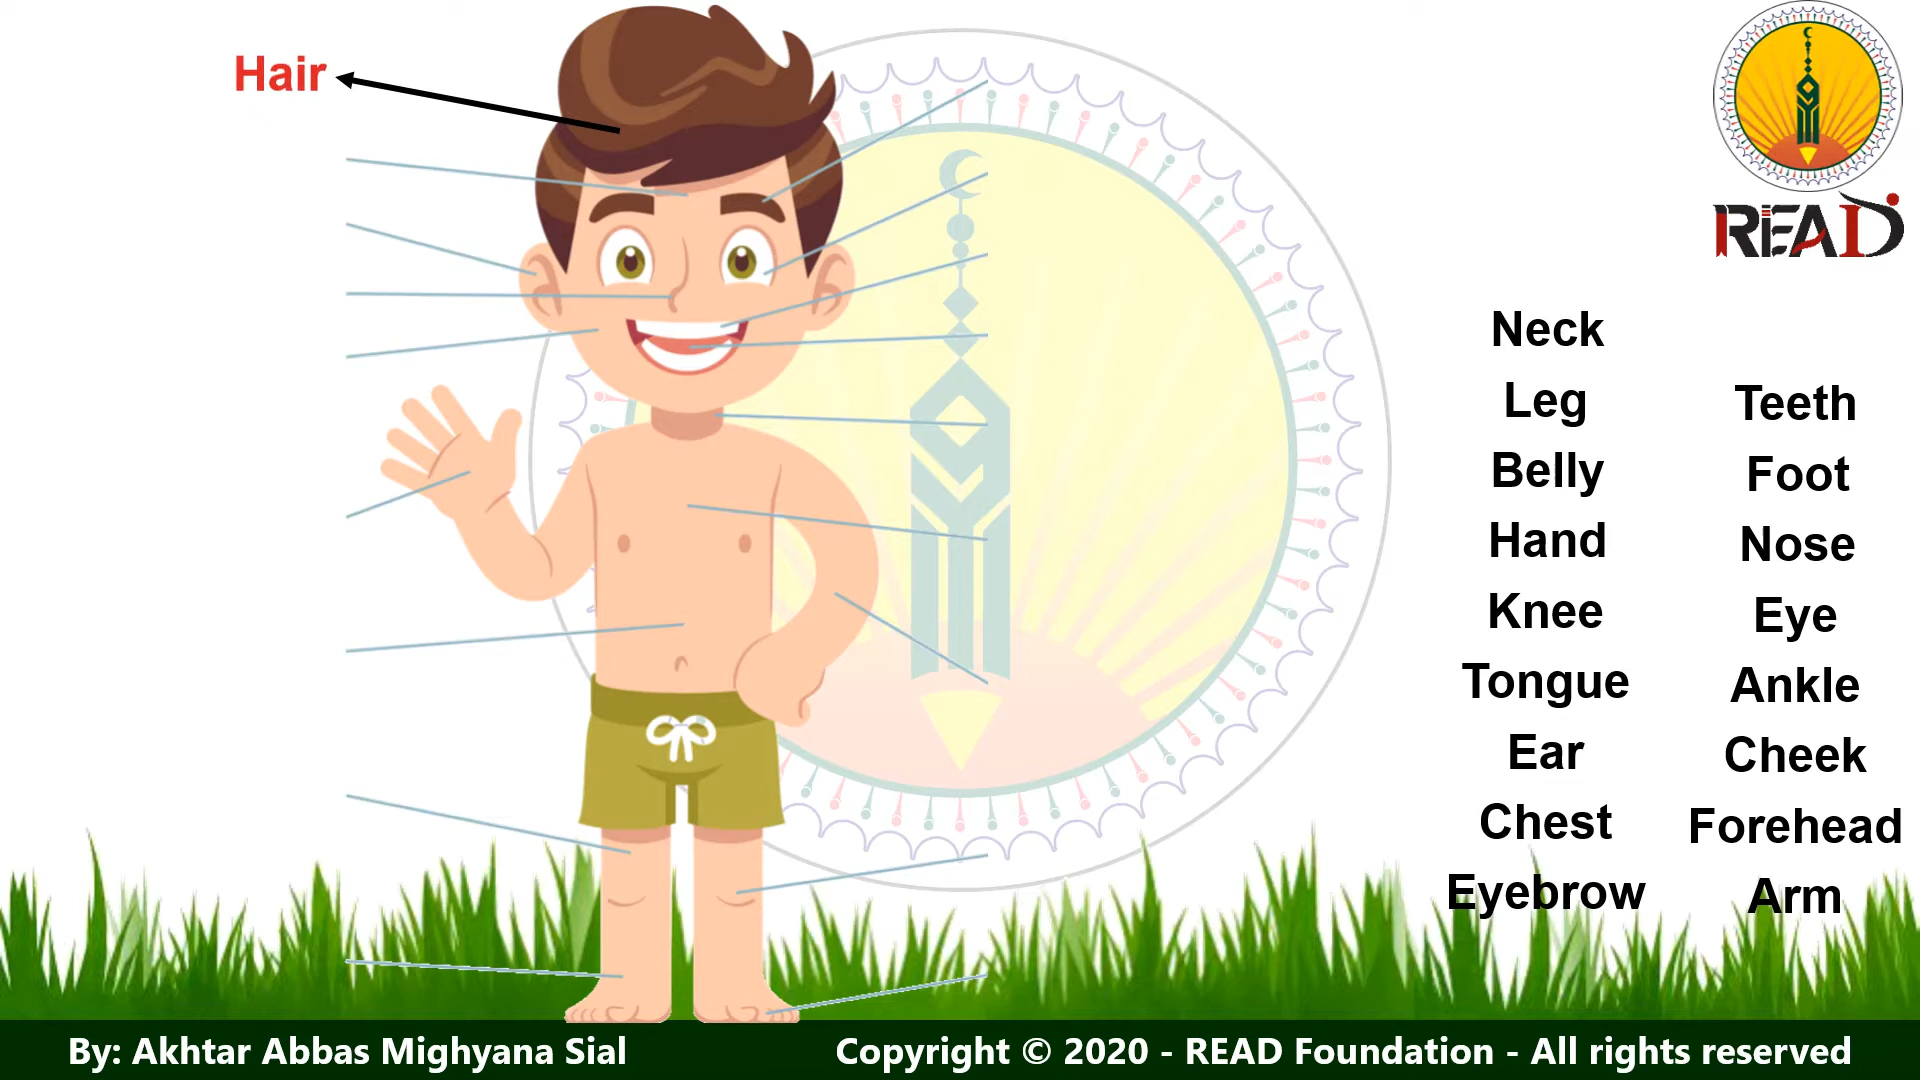 Hair
READ
Neck
Leg
Belly
Hand
Knee
Tongue
Ear
Chest
Eyebrow
Teeth
Foot
Nose
Eye
Ankle
Cheek
Forehead
Arm
By: Akhtar Abbas Mighyana Sial
Copyright © 2020 - READ Foundation - All rights reserved